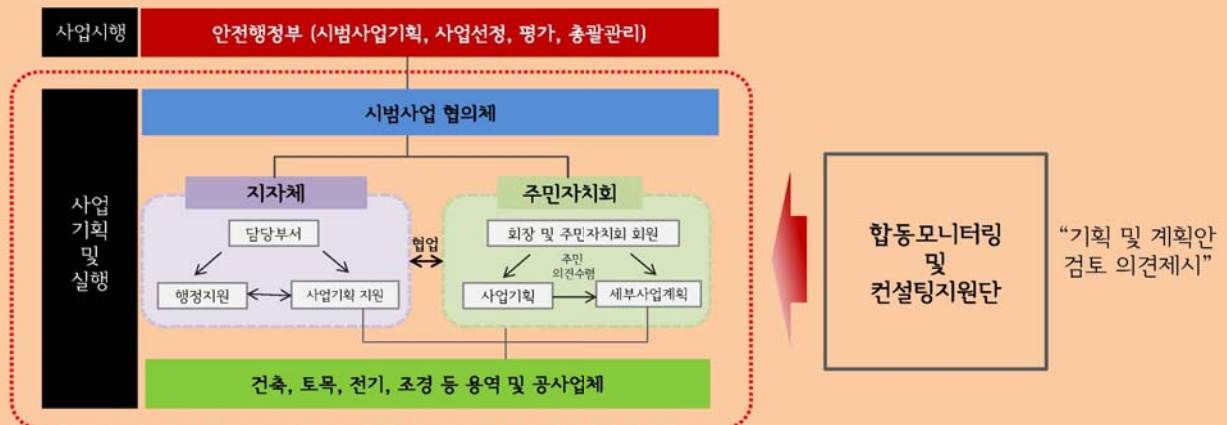 사업시행
안전행정부 (시범사업기획, 사업선정, 평가, 총괄관리)
사업
기획
및
실행
시범사업 협의체
지자체
담당부서
행정지원
사업기획 지원
협업
주민자치회
회장 및 주민자치회 회원
주민
의견수렴
사업기획
세부사업계획
건축, 토목, 전기, 조경 등 용역 및 공사업체
합동모니터링
및
컨설팅지원단
“기획 및 계획안
검토 의견제시”